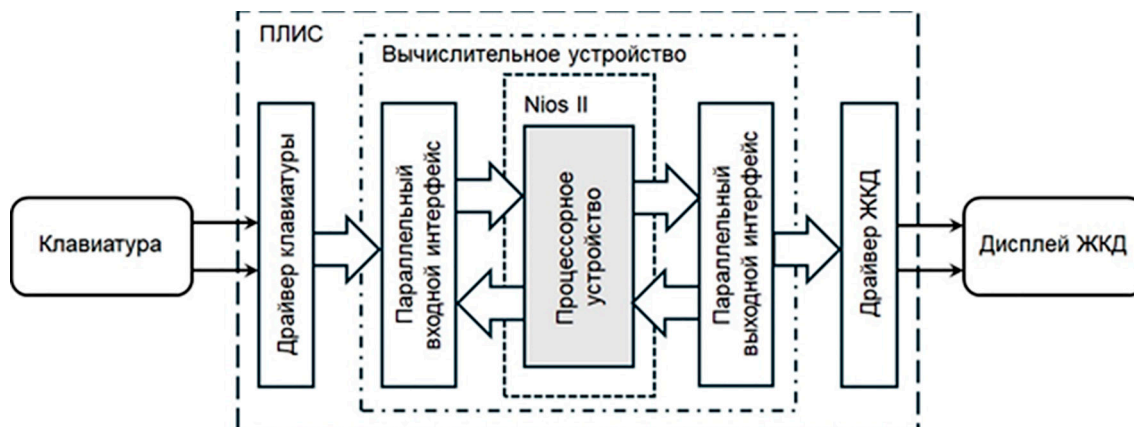 ПЛИС
Вычислительное устройство
Nios II
Клавиатура
Драйвер клавиатуры
Параллельный
входной интерфейс
Процессорное
устройство
Параллельный
выходной интерфейс
Драйвер ЖКД
Дисплей ЖКД